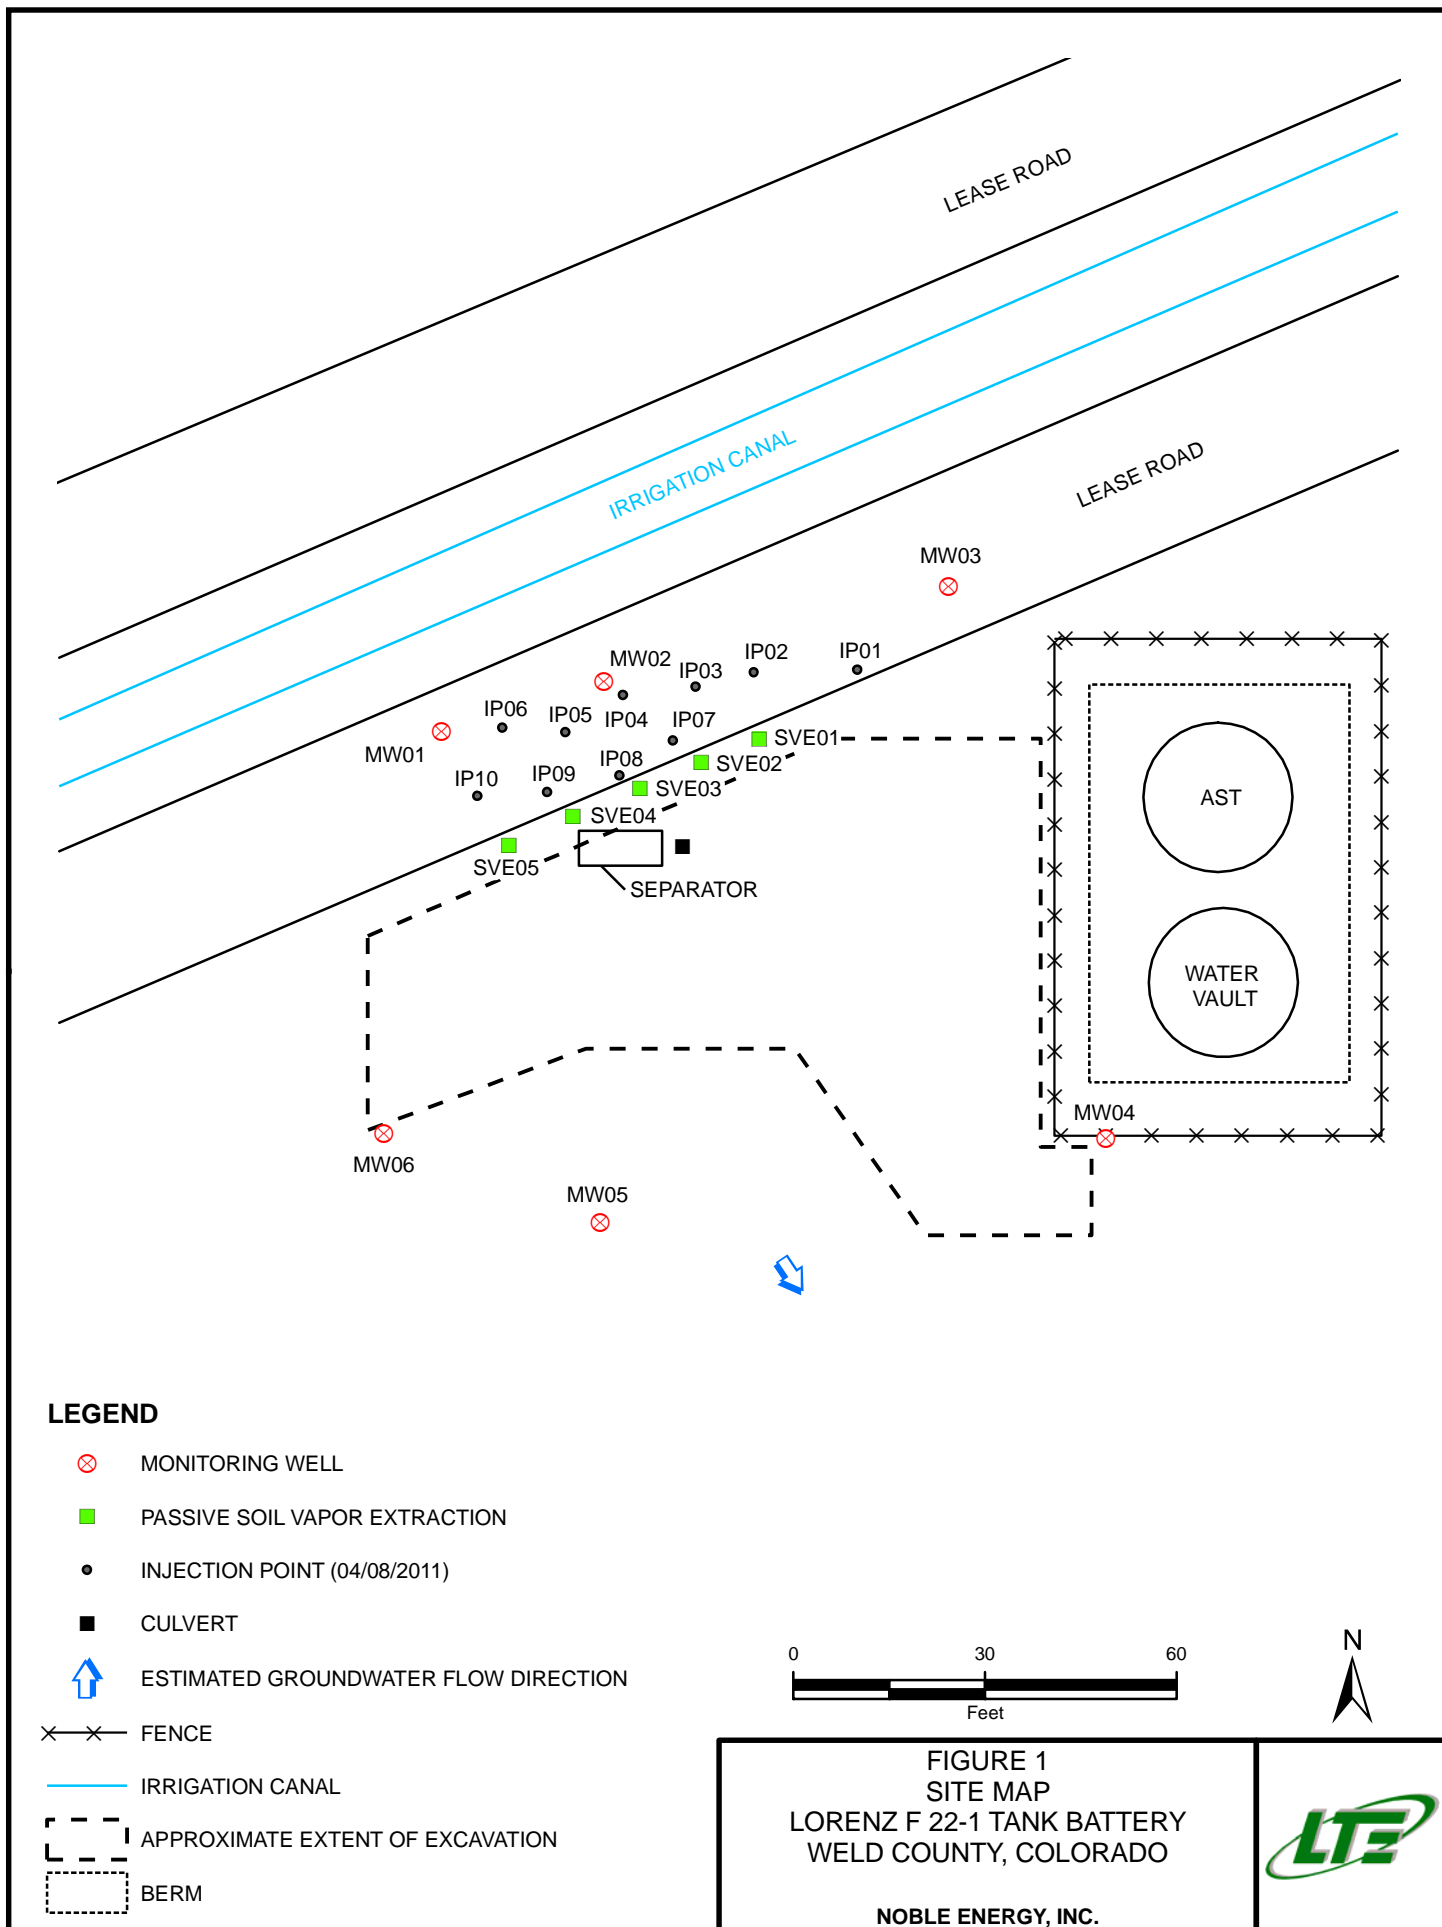 LEASE ROAD
IRRIGATION CANAL
LEASE ROAD
MW03
MW02
IP03
IP02
IP01
IP06
IP05
IP04
IP07
MW01
SVE01
IP10
IP09
IP08
SVE02
SVE03
SVE04
SVE05
SEPARATOR
AST
WATER
VAULT
MW04
MW06
MW05
LEGEND
MONITORING WELL
PASSIVE SOIL VAPOR EXTRACTION
INJECTION POINT (04/08/2011)
CULVERT
ESTIMATED GROUNDWATER FLOW DIRECTION
FENCE
IRRIGATION CANAL
APPROXIMATE EXTENT OF EXCAVATION
BERM
0 30 60
Feet
N
FIGURE 1
SITE MAP
LORENZ F 22-1 TANK BATTERY
WELD COUNTY, COLORADO
NOBLE ENERGY, INC.
LTE